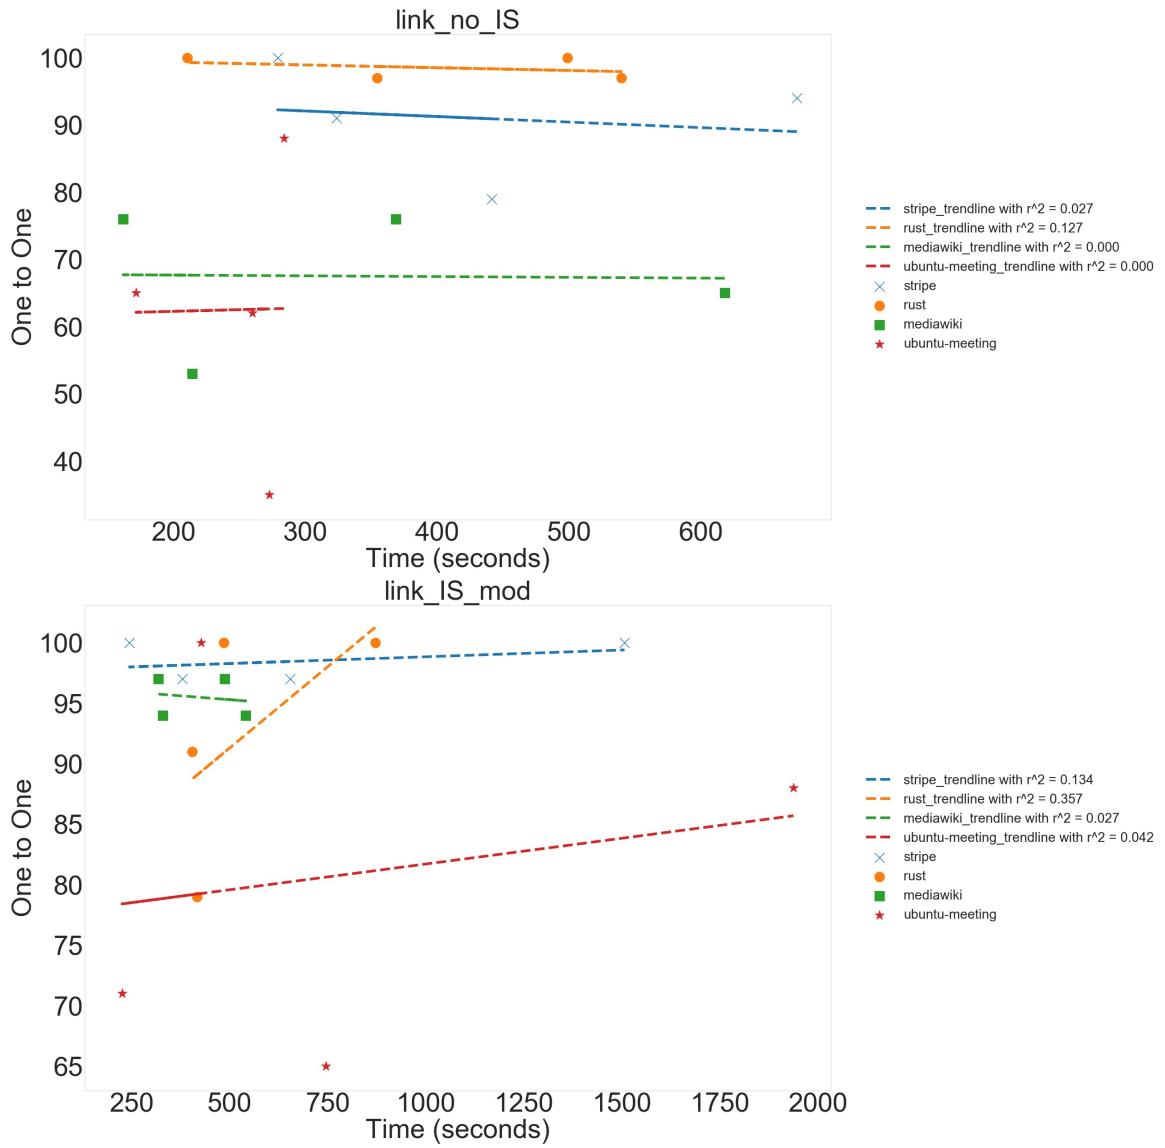 link_no_IS
100
90
80
70
60
50
40
One to One
200 300 400 500 600
Time (seconds)
stripe_trendline with r^2 = 0.027
rust_trendline with r^2 = 0.127
mediawiki_trendline with r^2 = 0.000
ubuntu-meeting_trendline with r^2 = 0.000
stripe
rust
mediawiki
ubuntu-meeting
link_IS_mod
100
95
90
85
80
75
70
65
One to One
250 500 750 1000 1250 1500 1750 2000
Time (seconds)
stripe_trendline with r^2 = 0.134
rust_trendline with r^2 = 0.357
mediawiki_trendline with r^2 = 0.027
ubuntu-meeting_trendline with r^2 = 0.042
stripe
rust
mediawiki
ubuntu-meeting